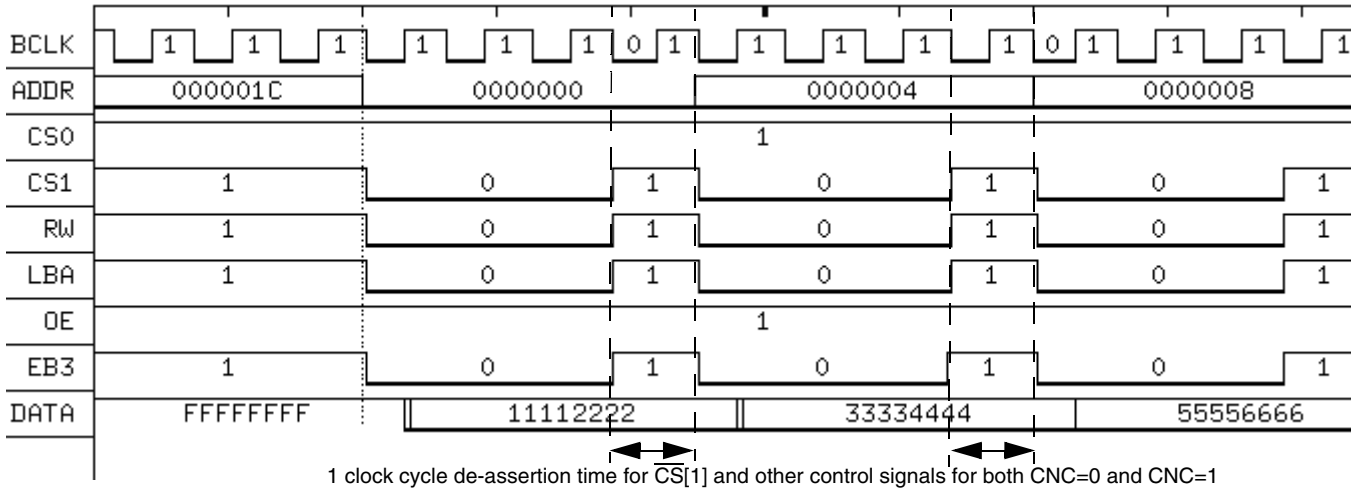 BCLK 1 1 1 1 1 1 0 1 1 1 1 1 0 1 1 1 1
ADDR 000001C 0000000 0000004 0000008
CS0 1
CS1 1 0 1 0 1 0 1
RW 1 0 1 0 1 0 1
LBA 1 0 1 0 1 0 1
OE 1
EB3 1 0 1 0 1 0 1
DATA FFFFFFFF 11112222 33334444 55556666
1 clock cycle de-assertion time for CS[1] and other control signals for both CNC=0 and CNC=1